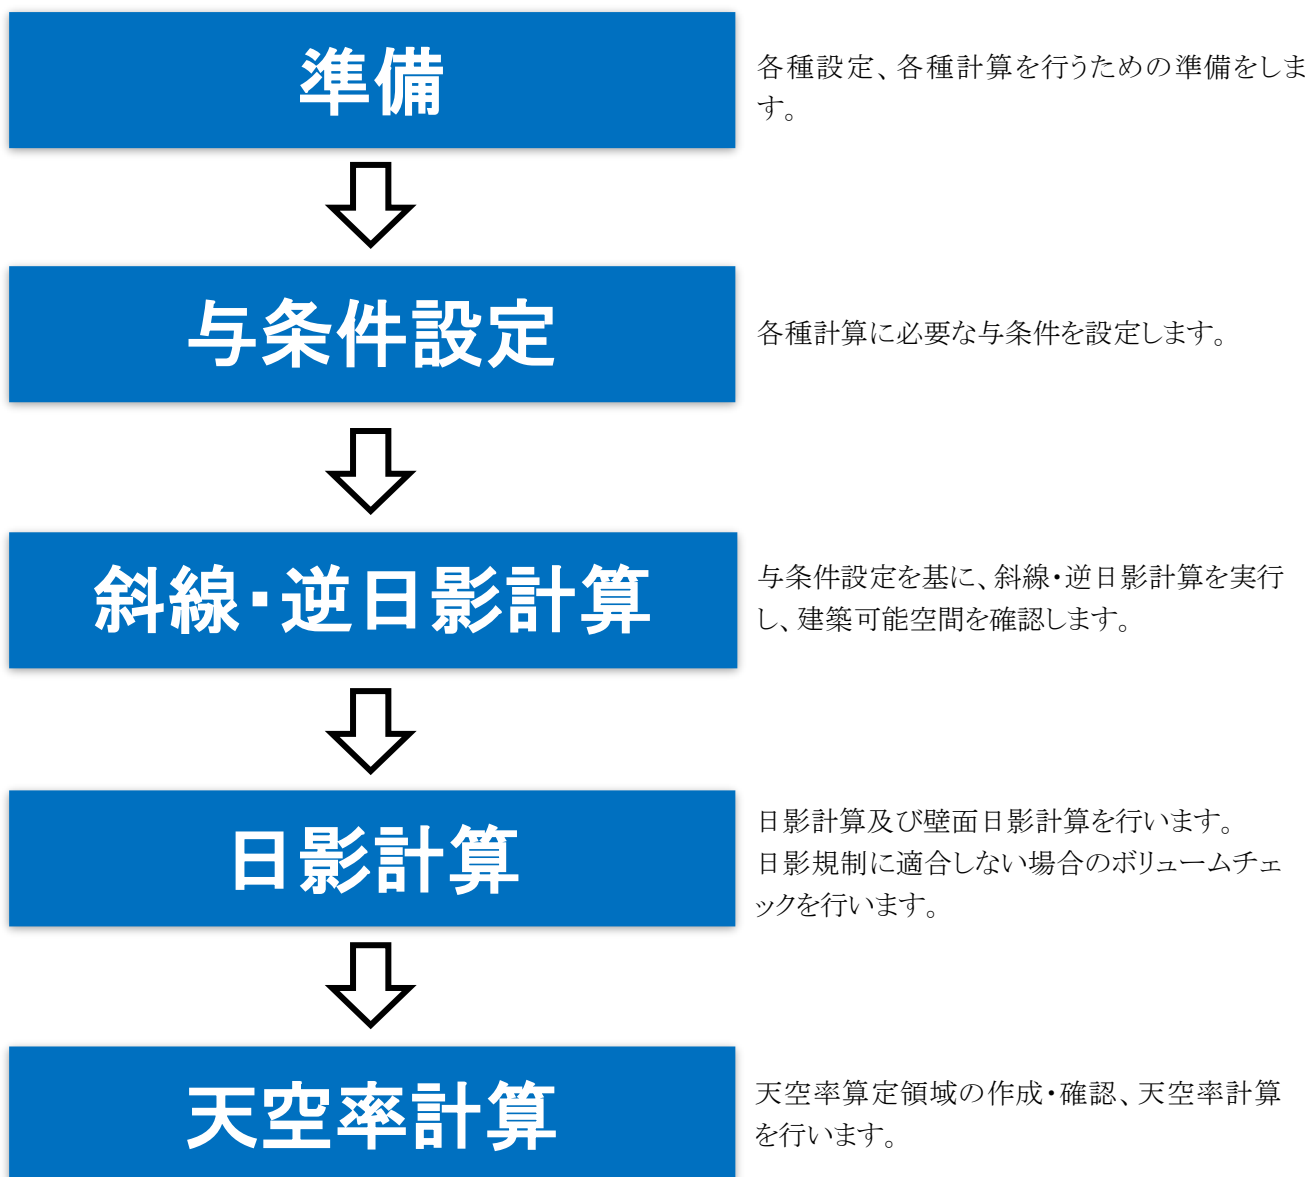 準備
各種設定、各種計算を行うための準備をしま
す。
与条件設定
各種計算に必要な与条件を設定します。
斜線・逆日影計算
与条件設定を基に、斜線・逆日影計算を実行
し、建築可能空間を確認します。
日影計算
日影計算及び壁面日影計算を行います。
日影規制に適合しない場合のボリュームチェ
ックを行います。
天空率計算
天空率算定領域の作成・確認、天空率計算
を行います。